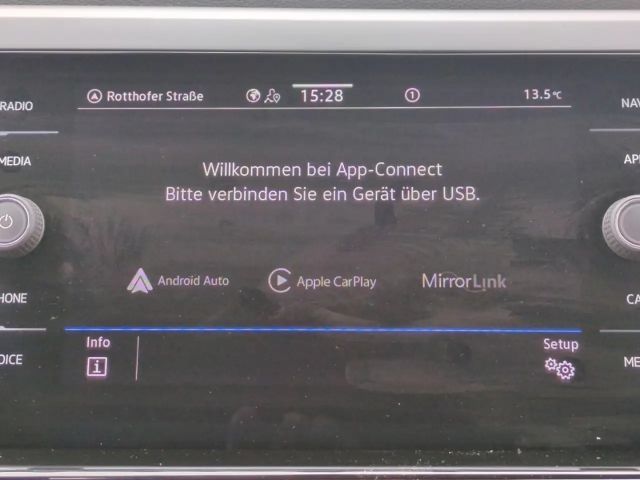 RADIO
Rotthofer Straße
15:28
1
13.5°C
NAV
MEDIA
Willkommen bei App-Connect
Bitte verbinden Sie ein Gerät über USB.
Android Auto
Apple CarPlay
MirrorLink
PHONE
CA
Info
i
Setup
VOICE
ME